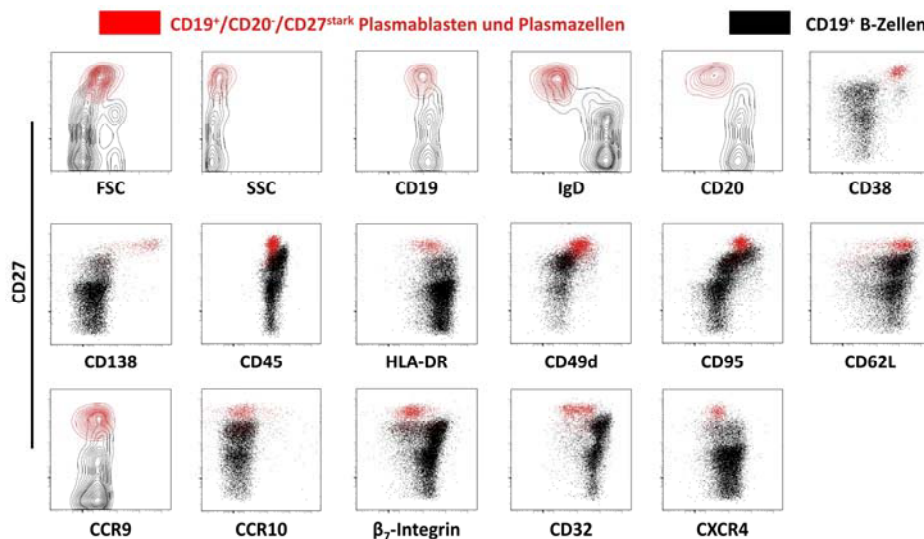 CD19⁺/CD20⁻/CD27ˢᵗᵃʳᵏ Plasmablasten und Plasmazellen
CD19⁺ B-Zellen
CD27
FSC SSC CD19 IgD CD20 CD38
CD138 CD45 HLA-DR CD49d CD95 CD62L
CCR9 CCR10 β₇-Integrin CD32 CXCR4